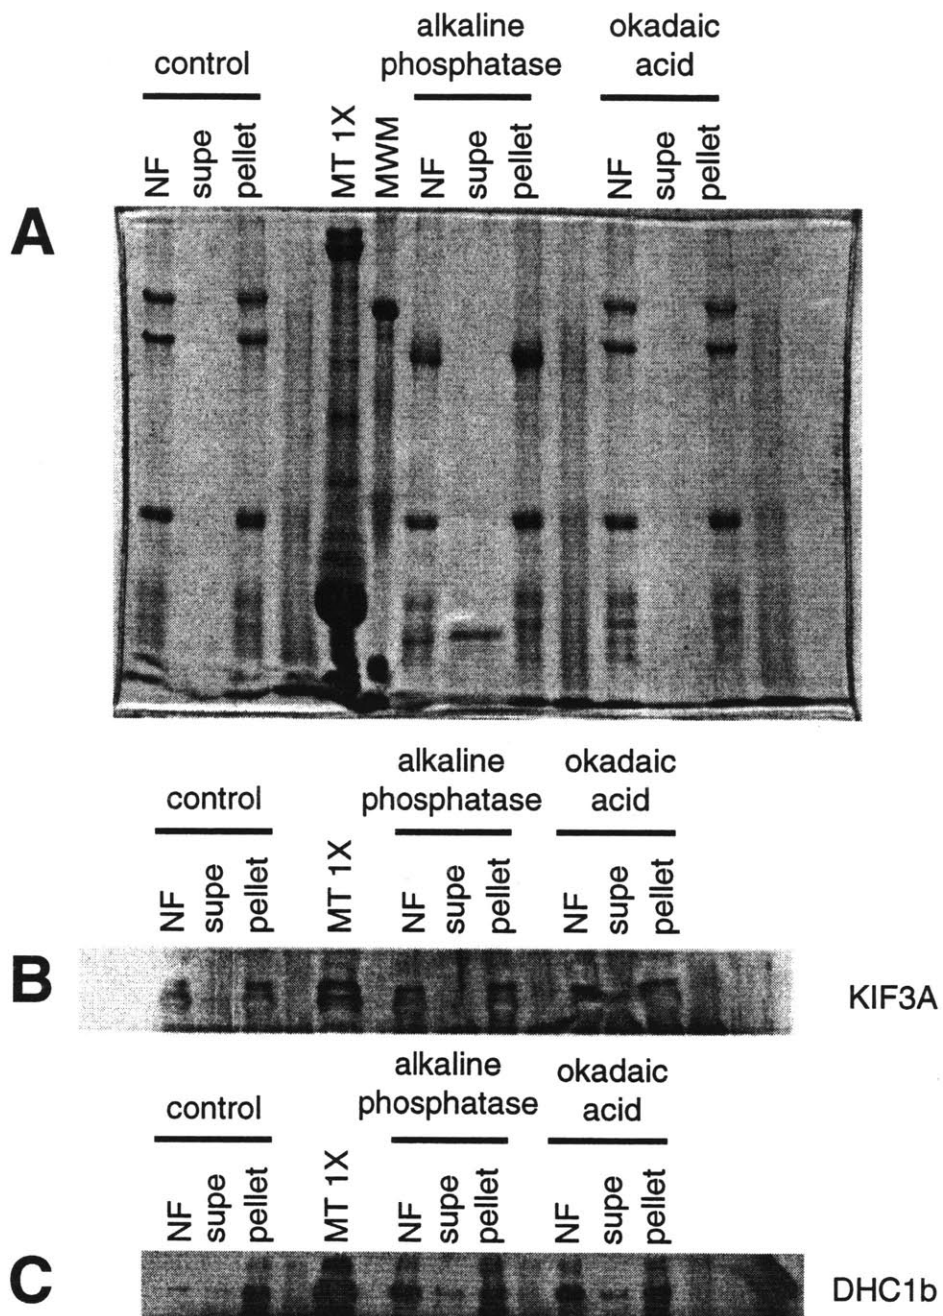 alkaline
phosphatase
okadaic
acid
control
NF
supe
pellet
MT 1X
MWM
NF
supe
pellet
NF
supe
pellet
A
alkaline
phosphatase
okadaic
acid
control
NF
supe
pellet
MT 1X
NF
supe
pellet
NF
supe
pellet
B
KIF3A
alkaline
phosphatase
okadaic
acid
control
NF
supe
pellet
MT 1X
NF
supe
pellet
NF
supe
pellet
C
DHC1b